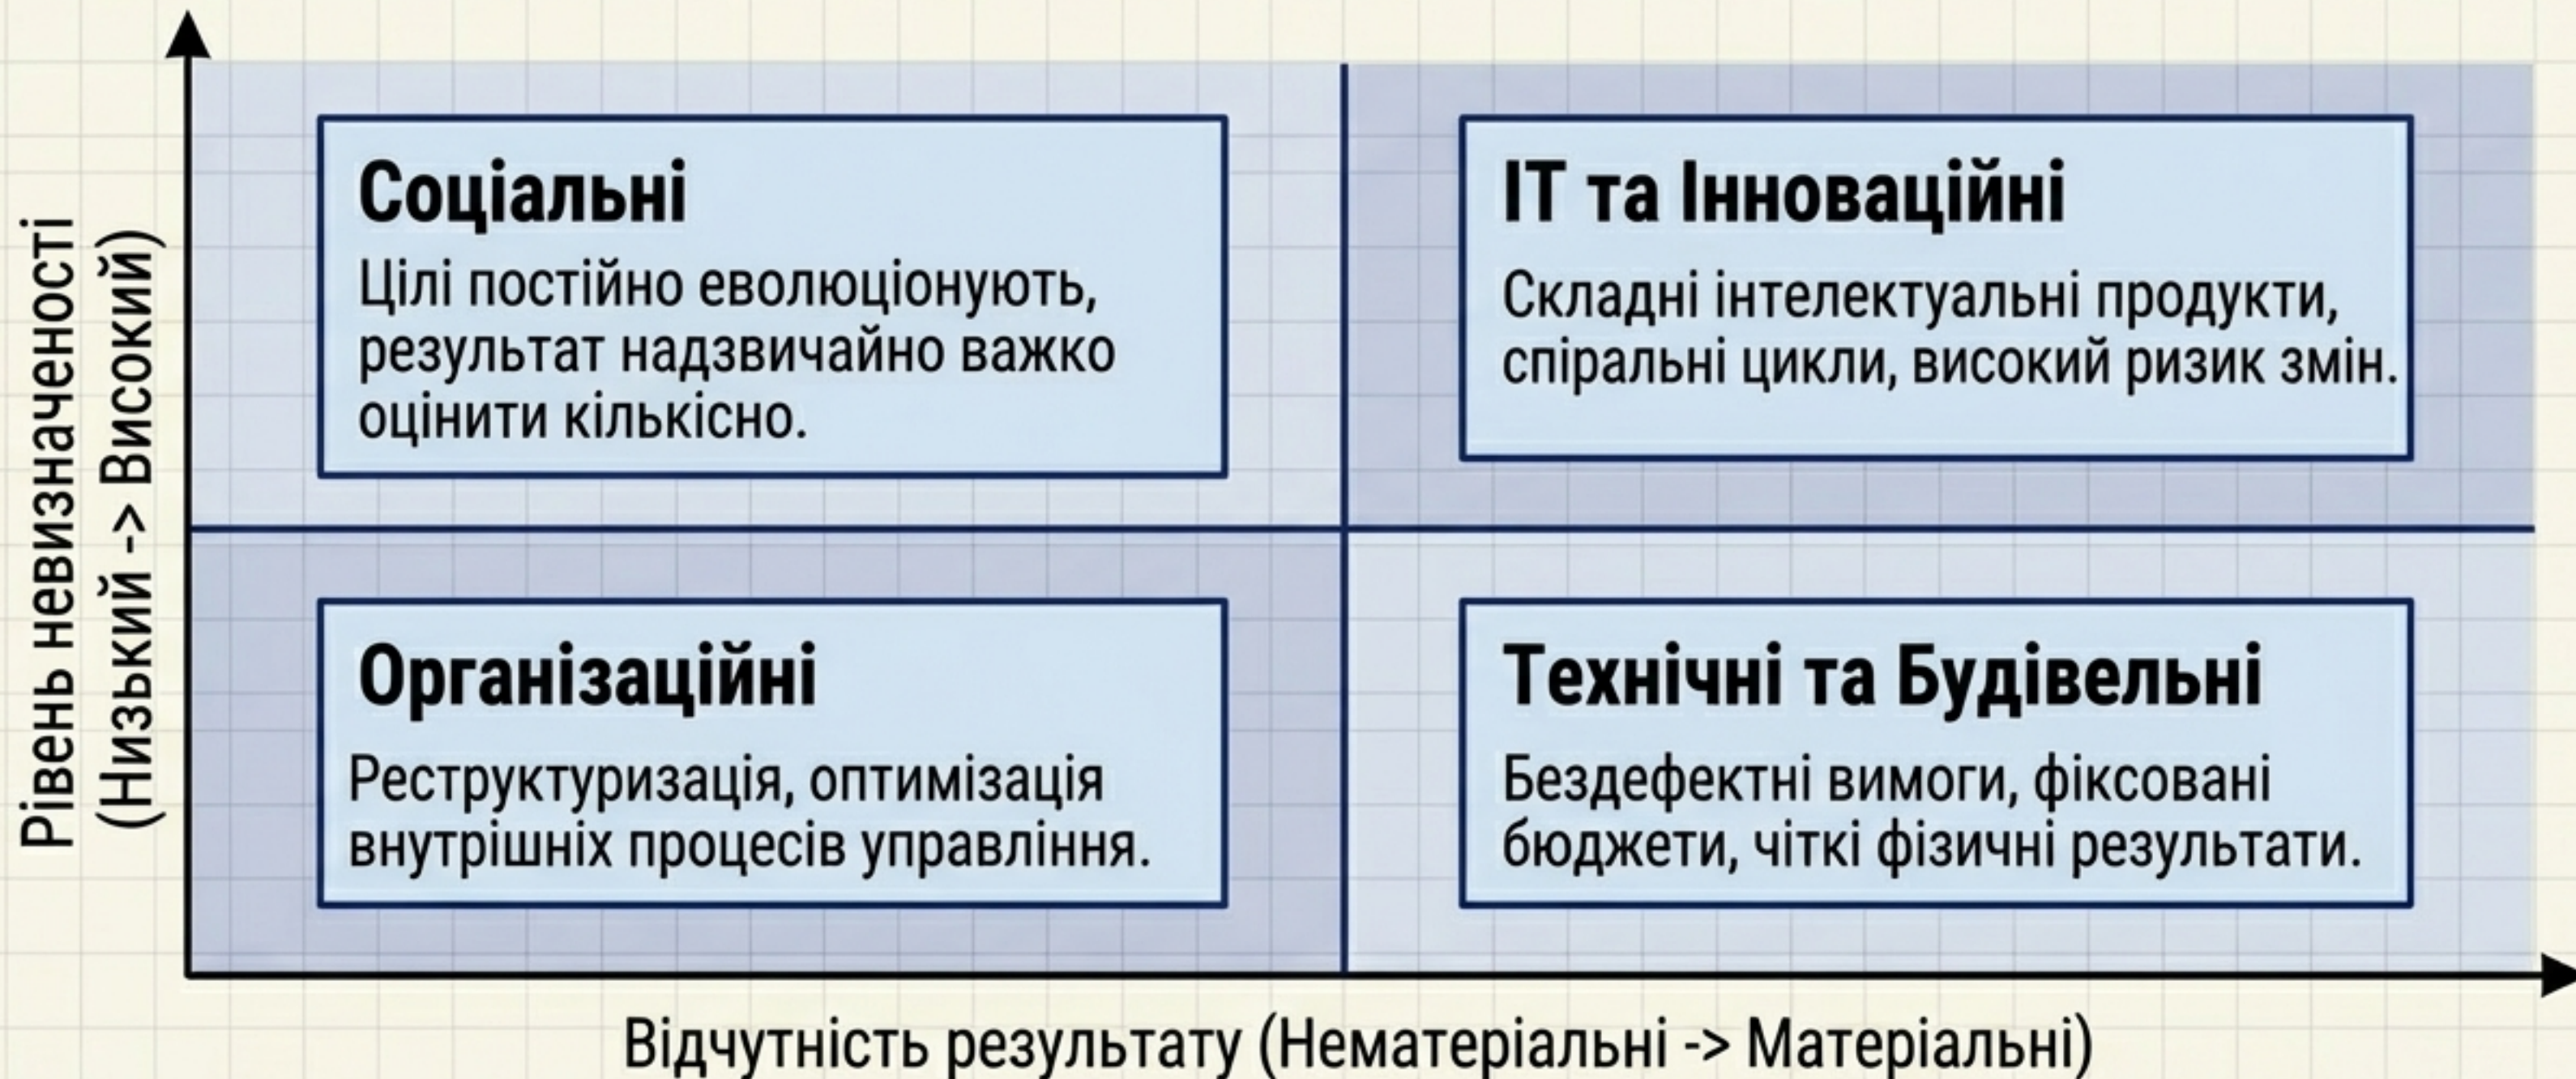 Рівень невизначеності
(Низький -> Високий)
Соціальні
Цілі постійно еволюціонують,
результат надзвичайно важко
оцінити кількісно.
ІТ та Інноваційні
Складні інтелектуальні продукти,
спіральні цикли, високий ризик змін.
Організаційні
Реструктуризація, оптимізація
внутрішніх процесів управління.
Технічні та Будівельні
Бездефектні вимоги, фіксовані
бюджети, чіткі фізичні результати.
Відчутність результату (Нематеріальні -> Матеріальні)